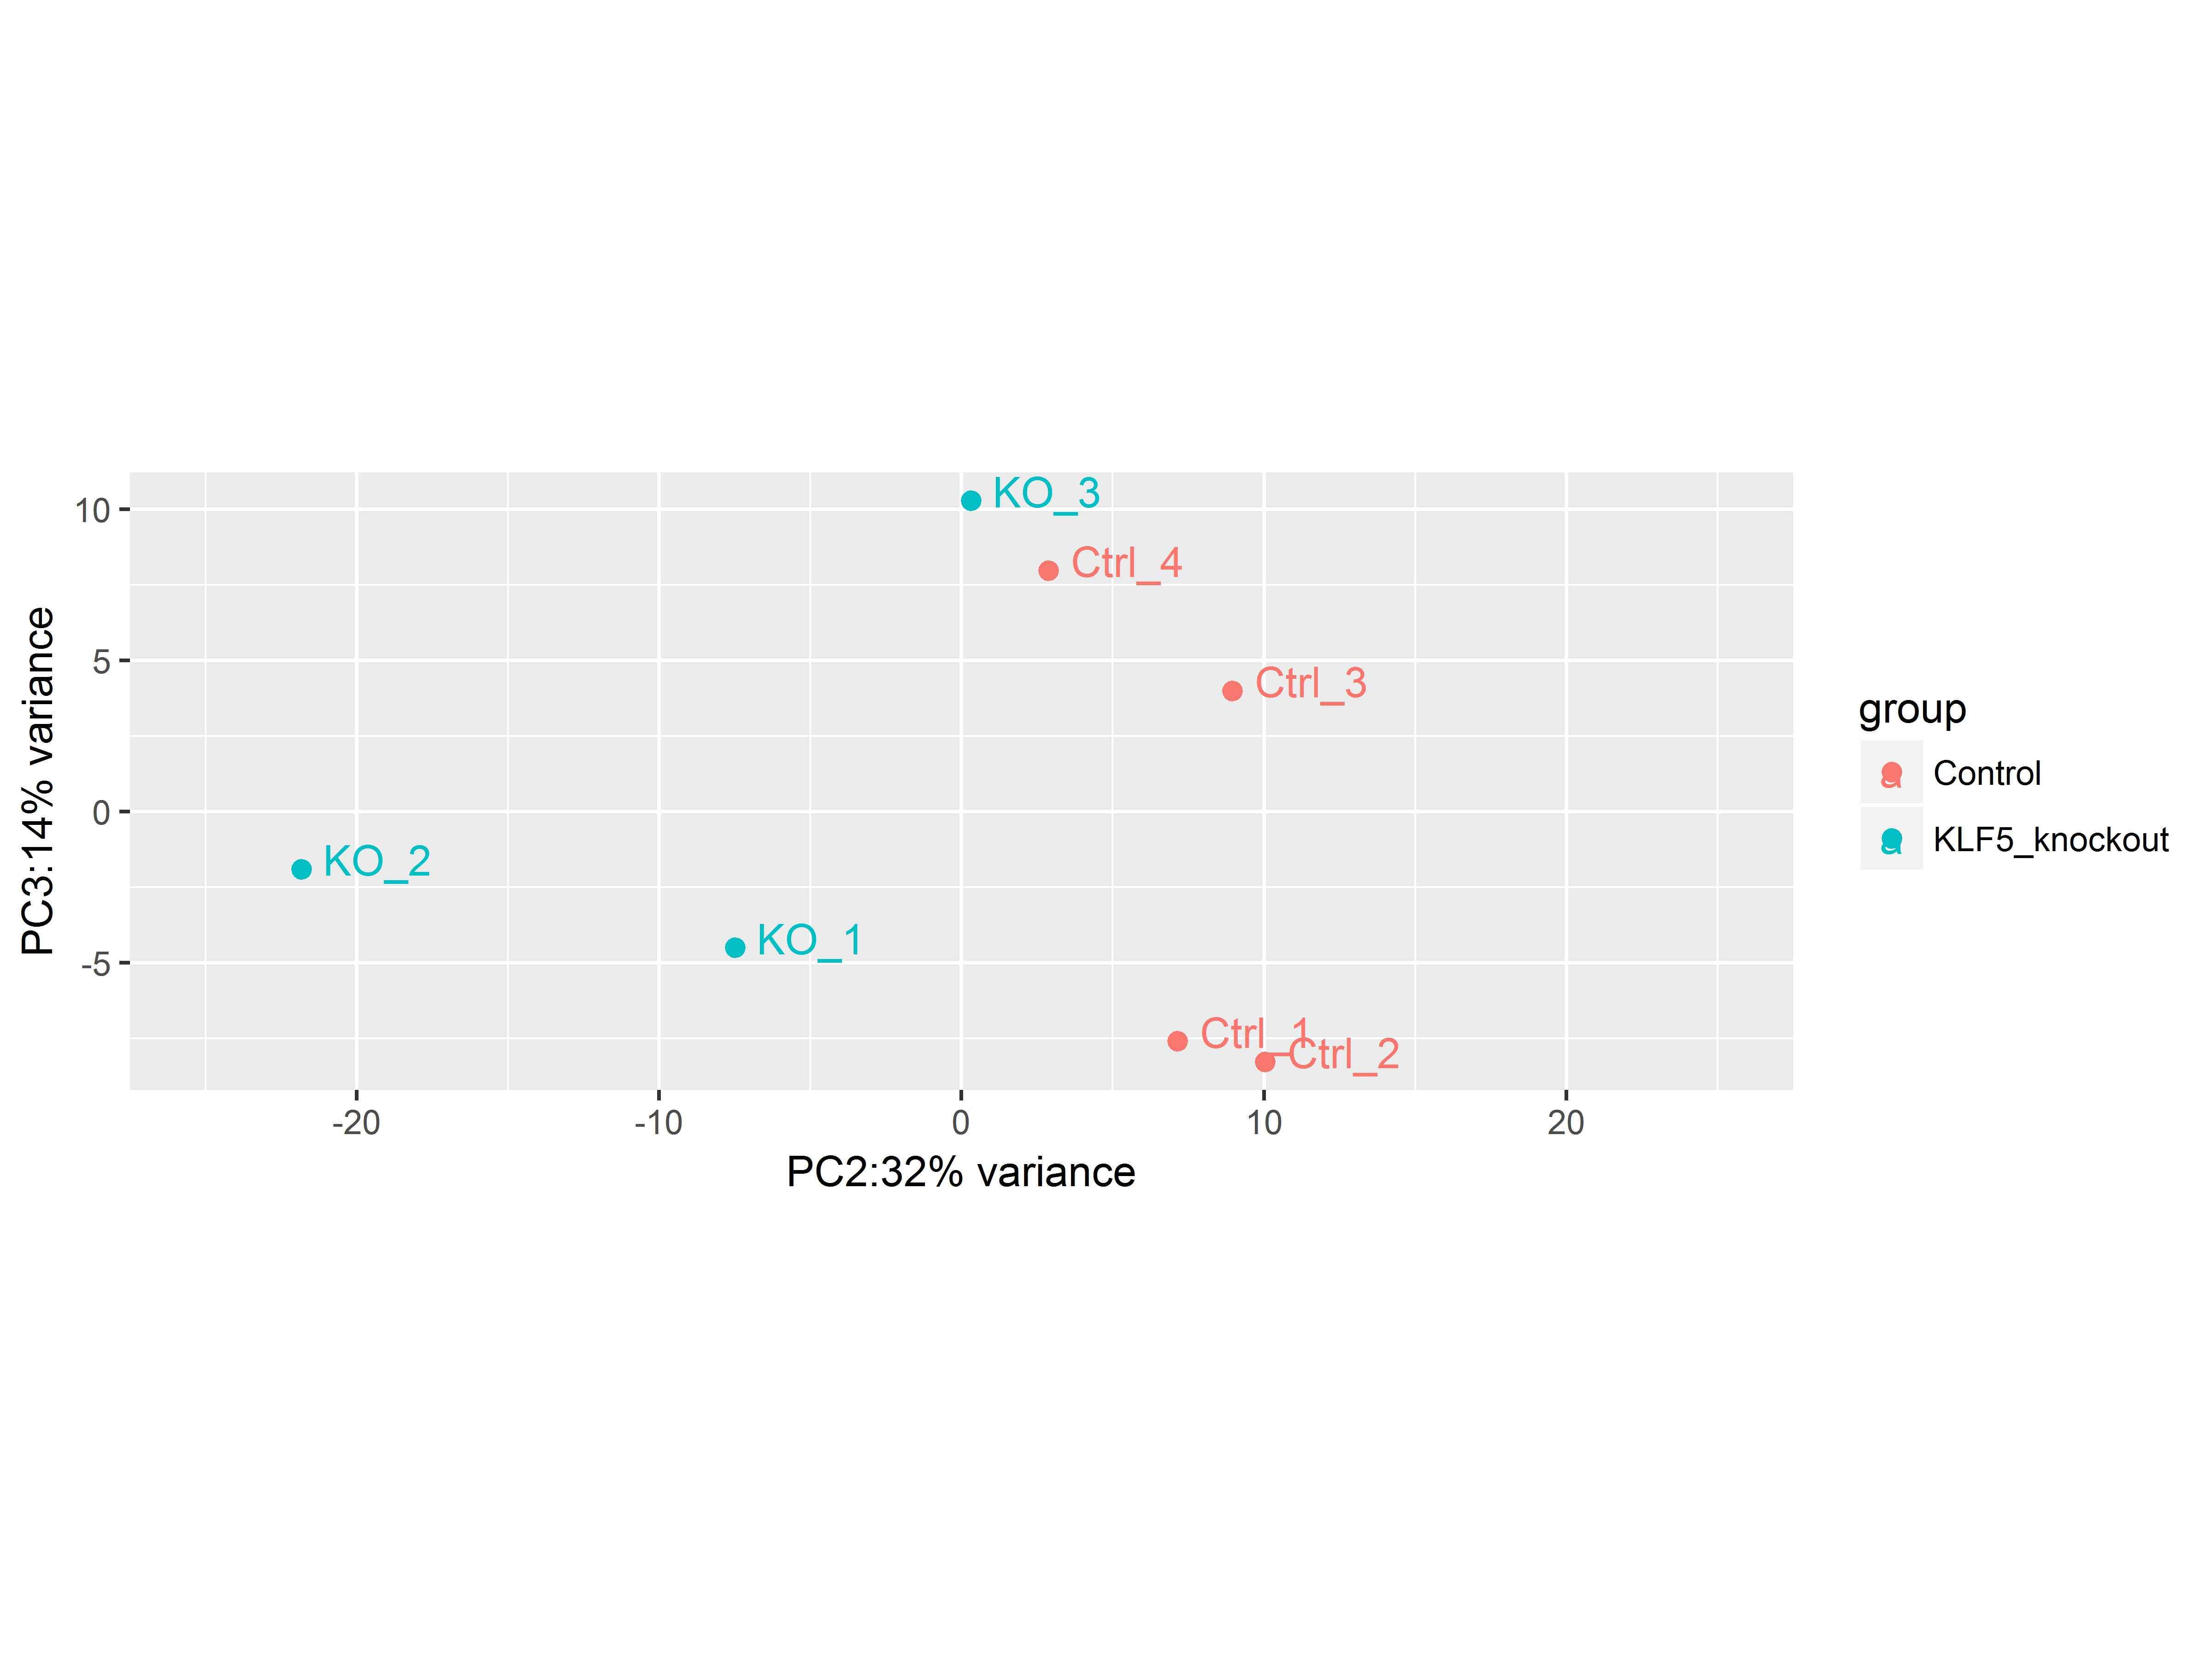 KO_3
Ctrl_4
Ctrl_3
KO_2
KO_1
Ctrl_1
Ctrl_2
10
5
0
-5
-20
-10
0
10
20
PC2:32% variance
PC3:14% variance
group
a Control
a KLF5_knockout